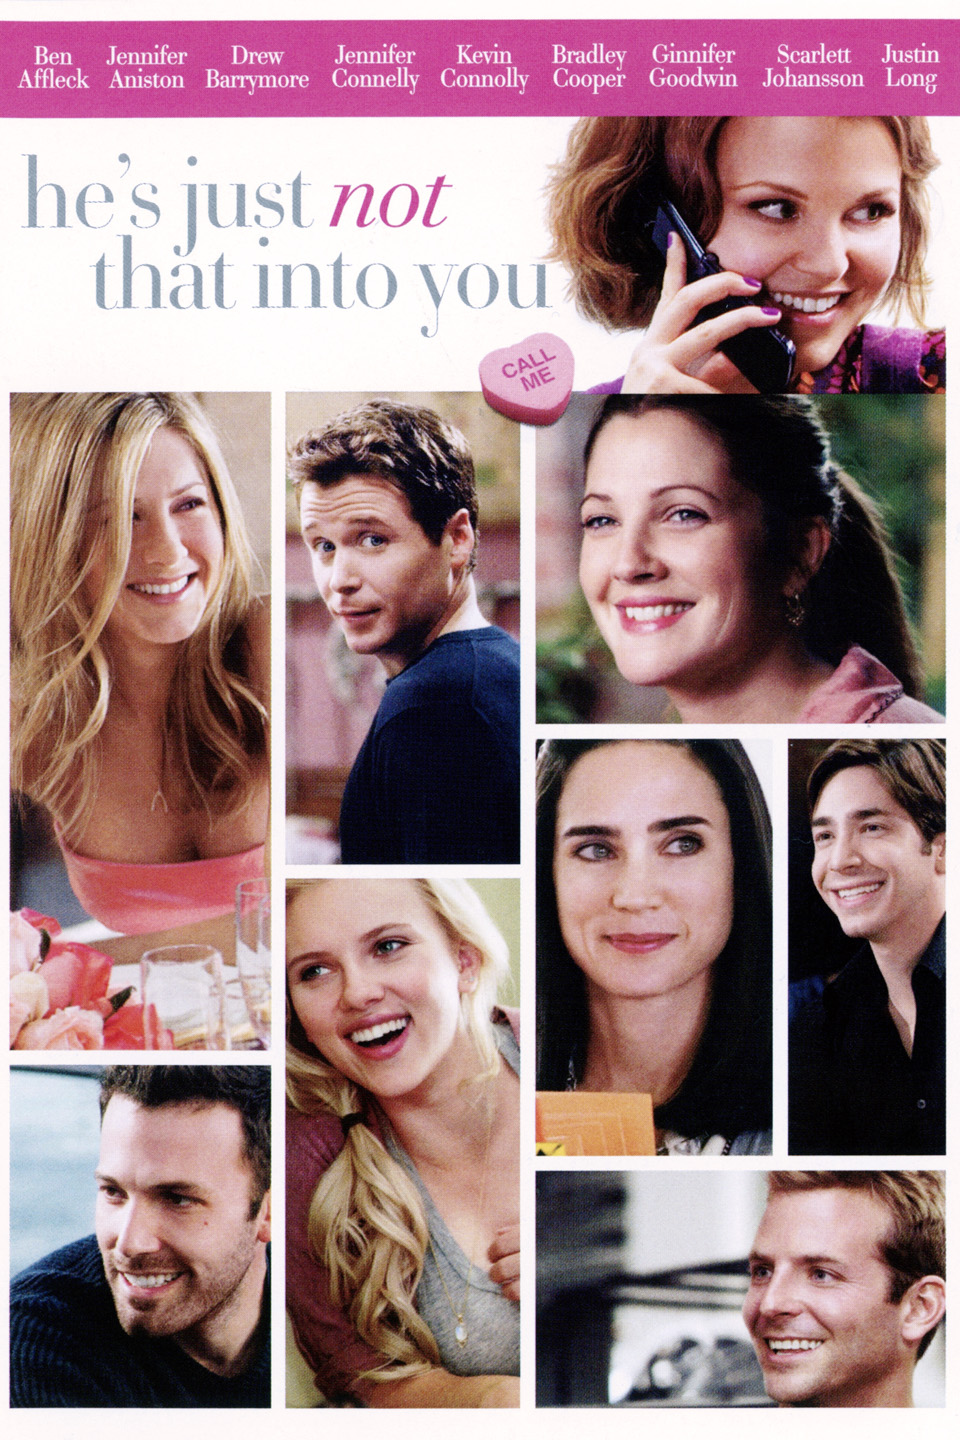 Ben Jennifer Drew Jennifer Kevin Bradley Ginnifer Scarlett Justin
Affleck Aniston Barrymore Connelly Connolly Cooper Goodwin Johansson Long
he's just not
that into you
CALL
ME